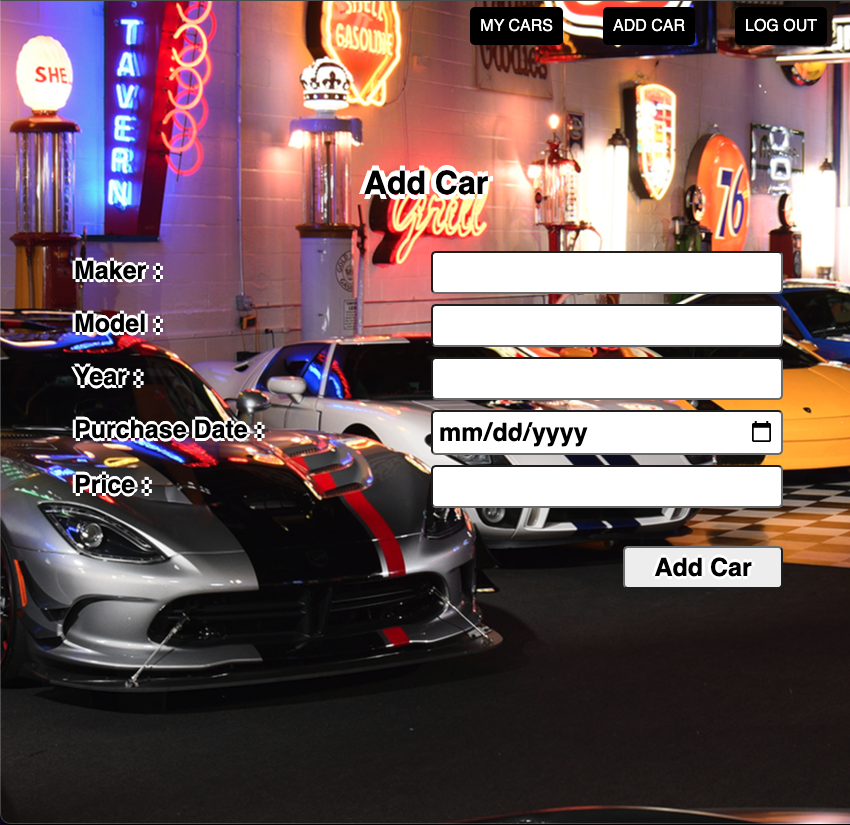 MY CARS ADD CAR LOG OUT
SHELL
GASOLINE
SHE
TAVERN
Add Car
Grill
76
Maker :
Model :
Year :
Purchase Date :
mm/dd/yyyy
Price :
Add Car